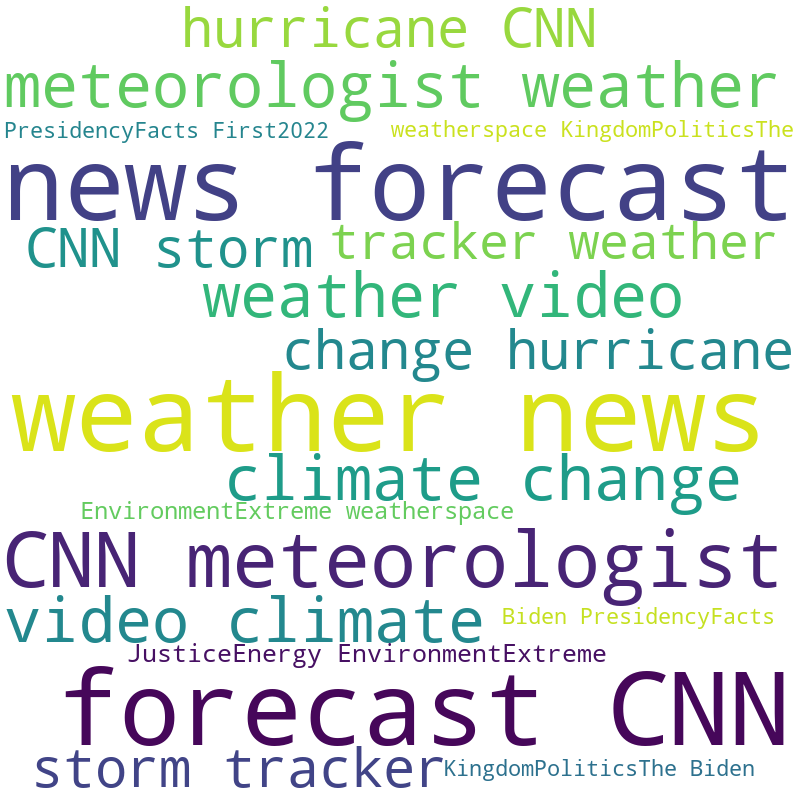 hurricane CNN
meteorologist weather
PresidencyFacts First2022
weatherspace KingdomPoliticsThe
news forecast
CNN storm
tracker weather
weather video
change hurricane
weather news
climate change
EnvironmentExtreme weatherspace
CNN meteorologist
video climate
Biden PresidencyFacts
JusticeEnergy EnvironmentExtreme
forecast CNN
storm tracker
KingdomPoliticsThe Biden